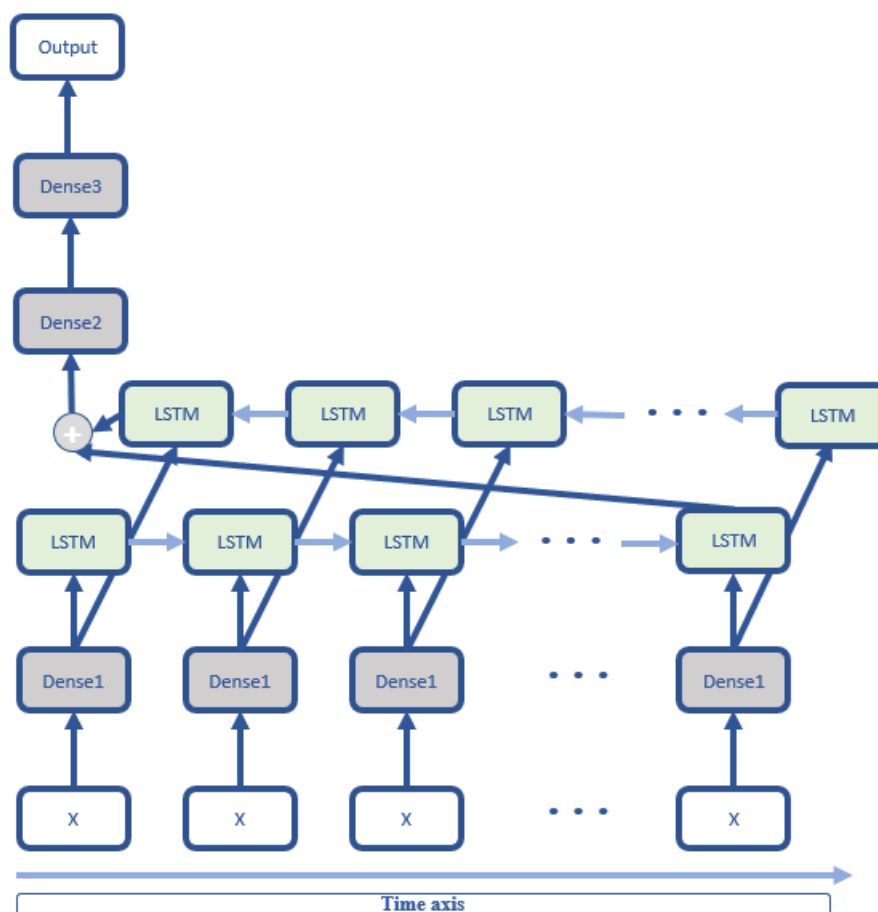 Output
Dense3
Dense2
LSTM LSTM LSTM . . . LSTM
+
LSTM LSTM LSTM . . . LSTM
Dense1 Dense1 Dense1 . . . Dense1
X X X . . . X
Time axis